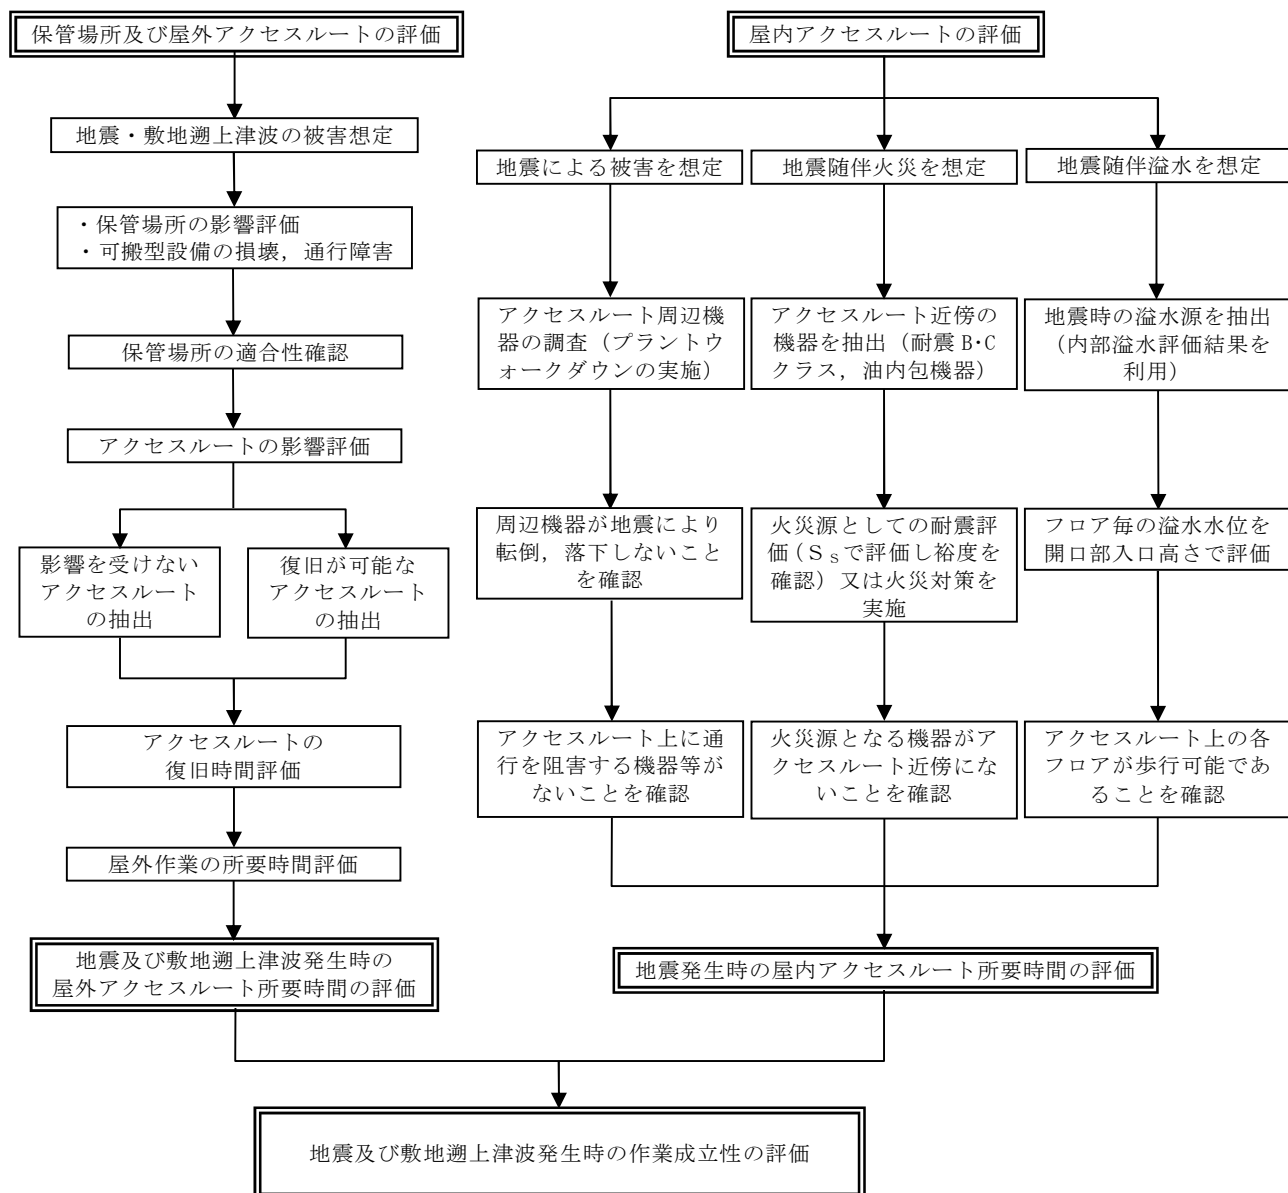 保管場所及び屋外アクセスルートの評価
地震・敷地遡上津波の被害想定
・保管場所の影響評価
・可搬型設備の損壊，通行障害
保管場所の適合性確認
アクセスルートの影響評価
影響を受けない
アクセスルート
の抽出
復旧が可能な
アクセスルート
の抽出
アクセスルートの
復旧時間評価
屋外作業の所要時間評価
地震及び敷地遡上津波発生時の
屋外アクセスルート所要時間の評価
屋内アクセスルートの評価
地震による被害を想定
アクセスルート周辺機
器の調査（プラントウ
ォークダウンの実施）
周辺機器が地震により
転倒，落下しないこと
を確認
アクセスルート上に通
行を阻害する機器等が
ないことを確認
地震随伴火災を想定
アクセスルート近傍の
機器を抽出（耐震 B・C
クラス，油内包機器）
火災源としての耐震評
価（Ｓｓで評価し裕度を
確認）又は火災対策を
実施
火災源となる機器がア
クセスルート近傍にな
いことを確認
地震随伴溢水を想定
地震時の溢水源を抽出
（内部溢水評価結果を
利用）
フロア毎の溢水水位を
開口部入口高さで評価
アクセスルート上の各
フロアが歩行可能であ
ることを確認
地震発生時の屋内アクセスルート所要時間の評価
地震及び敷地遡上津波発生時の作業成立性の評価